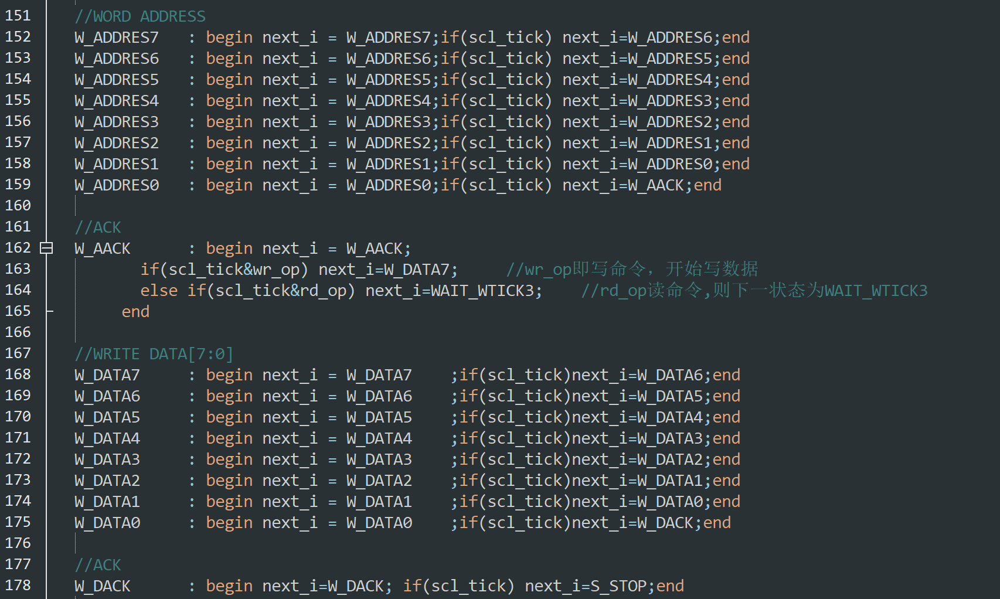 151 //WORD ADDRESS
152 W_ADDRES7 : begin next_i = W_ADDRES7;if(scl_tick) next_i=W_ADDRES6;end
153 W_ADDRES6 : begin next_i = W_ADDRES6;if(scl_tick) next_i=W_ADDRES5;end
154 W_ADDRES5 : begin next_i = W_ADDRES5;if(scl_tick) next_i=W_ADDRES4;end
155 W_ADDRES4 : begin next_i = W_ADDRES4;if(scl_tick) next_i=W_ADDRES3;end
156 W_ADDRES3 : begin next_i = W_ADDRES3;if(scl_tick) next_i=W_ADDRES2;end
157 W_ADDRES2 : begin next_i = W_ADDRES2;if(scl_tick) next_i=W_ADDRES1;end
158 W_ADDRES1 : begin next_i = W_ADDRES1;if(scl_tick) next_i=W_ADDRES0;end
159 W_ADDRES0 : begin next_i = W_ADDRES0;if(scl_tick) next_i=W_AACK;end
160
161 //ACK
162 W_AACK : begin next_i = W_AACK;
163 if(scl_tick&wr_op) next_i=W_DATA7; //wr_op即写命令，开始写数据
164 else if(scl_tick&rd_op) next_i=WAIT_WTICK3; //rd_op读命令,则下一状态为WAIT_WTICK3
165 end
166
167 //WRITE DATA[7:0]
168 W_DATA7 : begin next_i = W_DATA7 ;if(scl_tick)next_i=W_DATA6;end
169 W_DATA6 : begin next_i = W_DATA6 ;if(scl_tick)next_i=W_DATA5;end
170 W_DATA5 : begin next_i = W_DATA5 ;if(scl_tick)next_i=W_DATA4;end
171 W_DATA4 : begin next_i = W_DATA4 ;if(scl_tick)next_i=W_DATA3;end
172 W_DATA3 : begin next_i = W_DATA3 ;if(scl_tick)next_i=W_DATA2;end
173 W_DATA2 : begin next_i = W_DATA2 ;if(scl_tick)next_i=W_DATA1;end
174 W_DATA1 : begin next_i = W_DATA1 ;if(scl_tick)next_i=W_DATA0;end
175 W_DATA0 : begin next_i = W_DATA0 ;if(scl_tick)next_i=W_DACK;end
176
177 //ACK
178 W_DACK : begin next_i=W_DACK; if(scl_tick) next_i=S_STOP;end